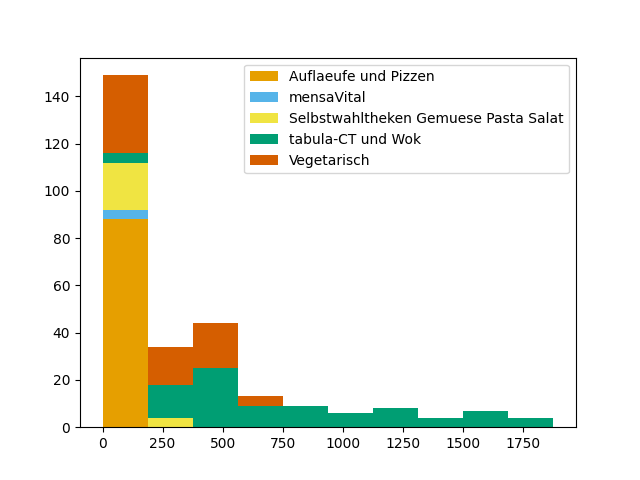 Auflaeufe und Pizzen
mensaVital
Selbstwahltheken Gemuese Pasta Salat
tabula-CT und Wok
Vegetarisch
140
120
100
80
60
40
20
0
0 250 500 750 1000 1250 1500 1750